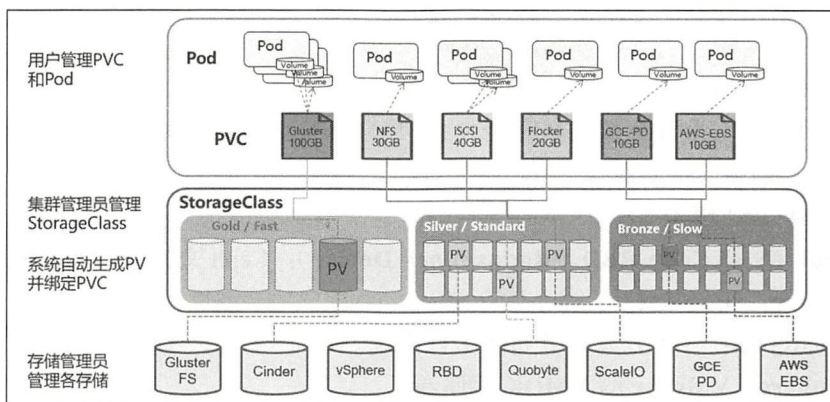 用户管理PVC
和Pod
Pod
Pod
Volume
Volume
Volume
Pod
Volume
Pod
Volume
Volume
Pod
Volume
Pod
Volume
Pod
Volume
PVC
Gluster
100GB
NFS
30GB
iSCSI
40GB
Flocker
20GB
GCE-PD
10GB
AWS-EBS
10GB
集群管理员管理
StorageClass
系统自动生成PV
并绑定PVC
StorageClass
Gold / Fast
PV
Silver / Standard
PV
PV
PV
Bronze / Slow
PV
PV
存储管理员
管理各存储
Gluster
FS
Cinder
vSphere
RBD
Quobyte
ScaleIO
GCE
PD
AWS
EBS